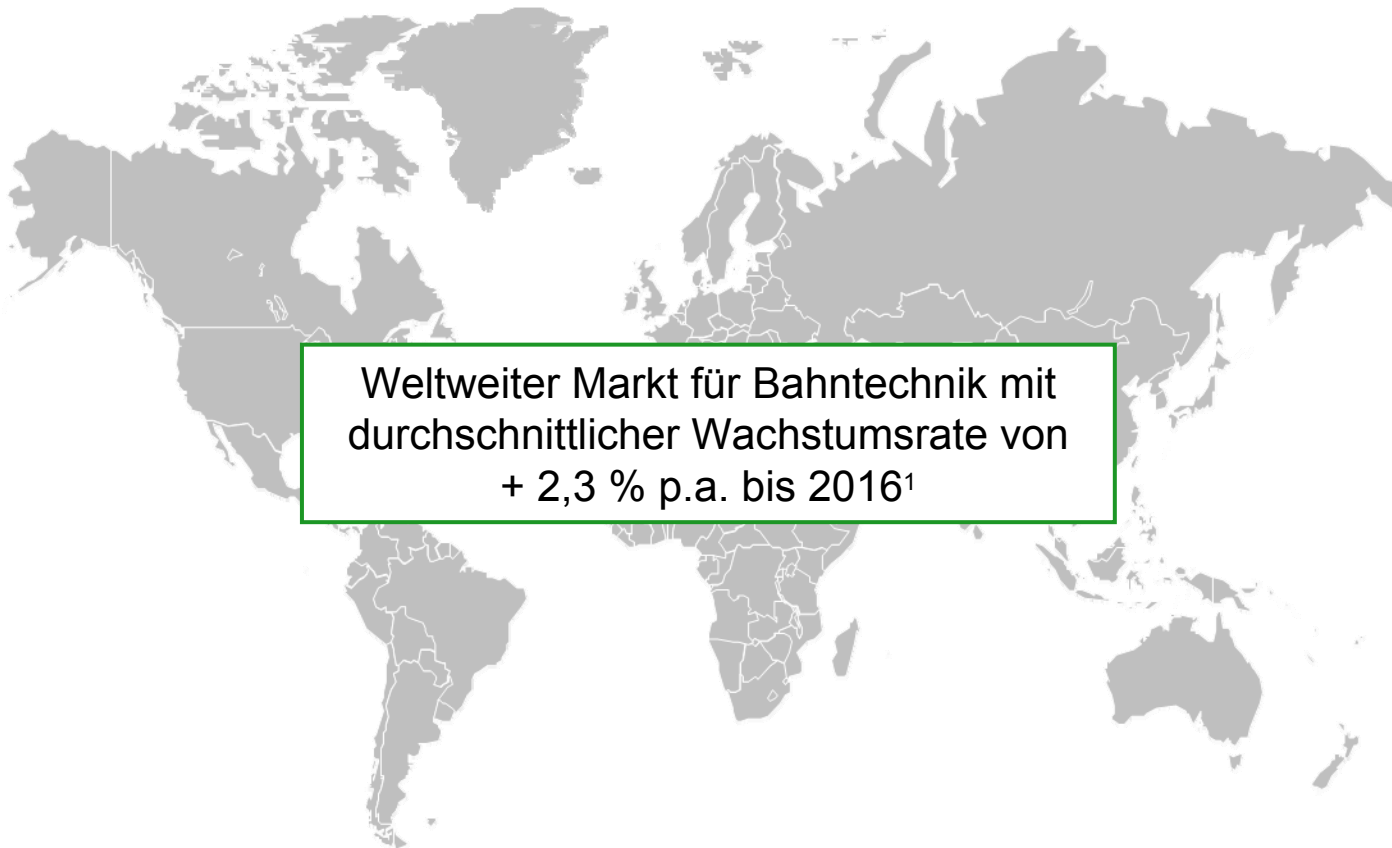 Weltweiter Markt für Bahntechnik mit
durchschnittlicher Wachstumsrate von
+ 2,3 % p.a. bis 2016¹